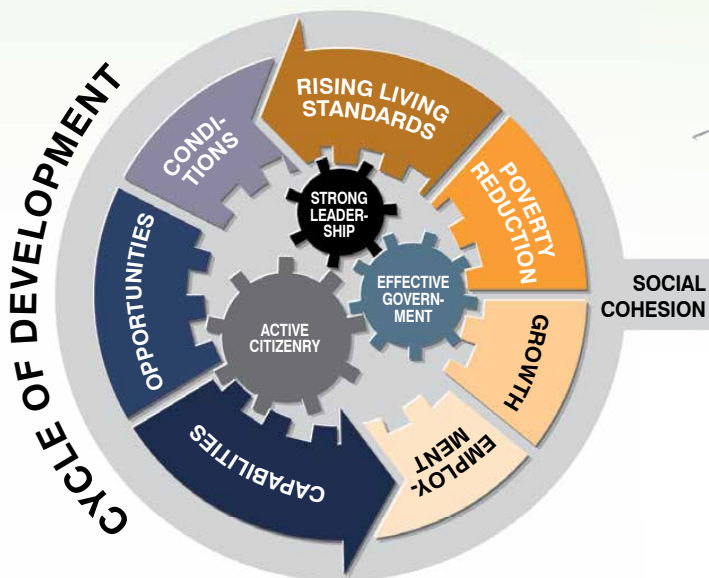 CYCLE OF DEVELOPMENT
RISING LIVING
STANDARDS
POVERTY
REDUCTION
GROWTH
EMPLOY-
MENT
CAPABILITIES
OPPORTUNITIES
CONDI-
TIONS
STRONG
LEADER-
SHIP
EFFECTIVE
GOVERN-
MENT
ACTIVE
CITIZENRY
SOCIAL
COHESION